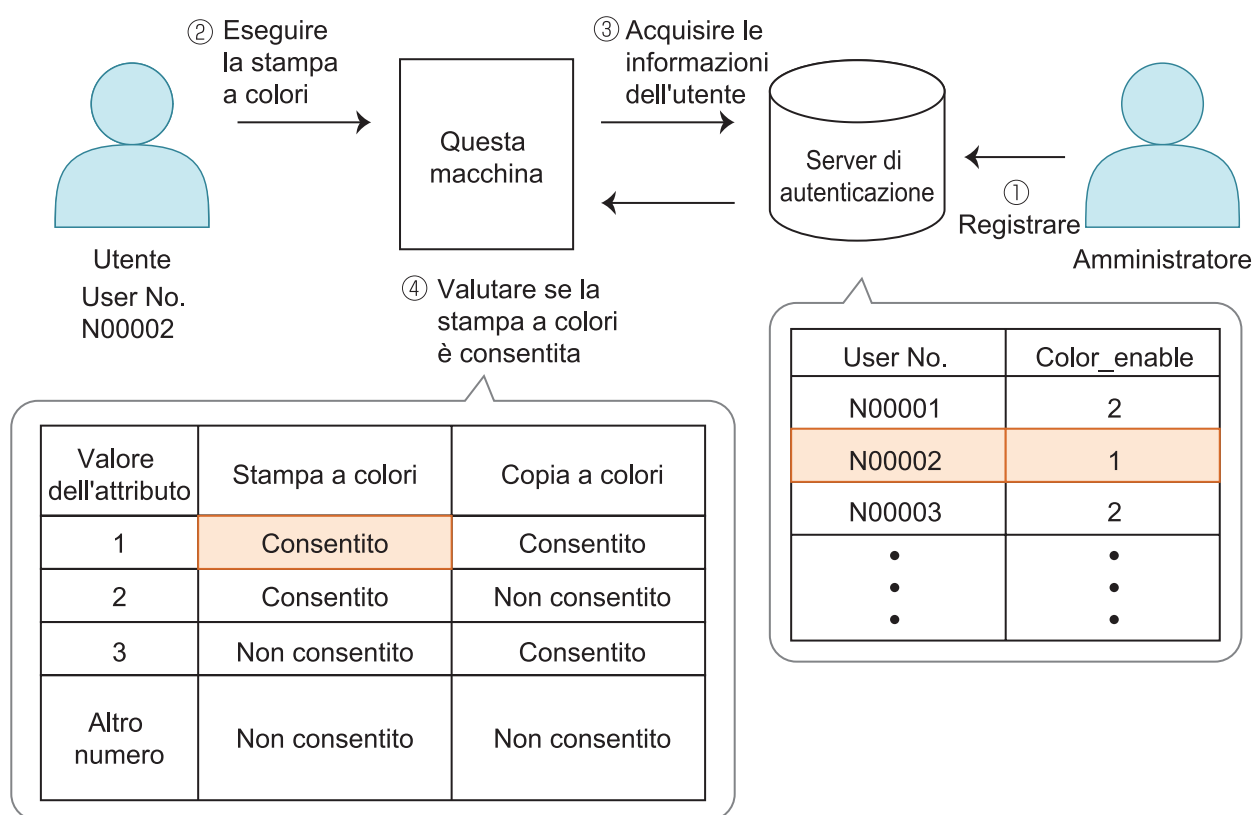 ② Eseguire
la stampa
a colori
③ Acquisire le
informazioni
dell'utente
Questa
macchina
Server di
autenticazione
①
Registrare
Utente
User No.
N00002
Amministratore
④ Valutare se la
stampa a colori
è consentita
User No. Color_enable
N00001 2
N00002 1
N00003 2
• •
• •
• •
Valore
dell'attributo Stampa a colori Copia a colori
1 Consentito Consentito
2 Consentito Non consentito
3 Non consentito Consentito
Altro
numero Non consentito Non consentito